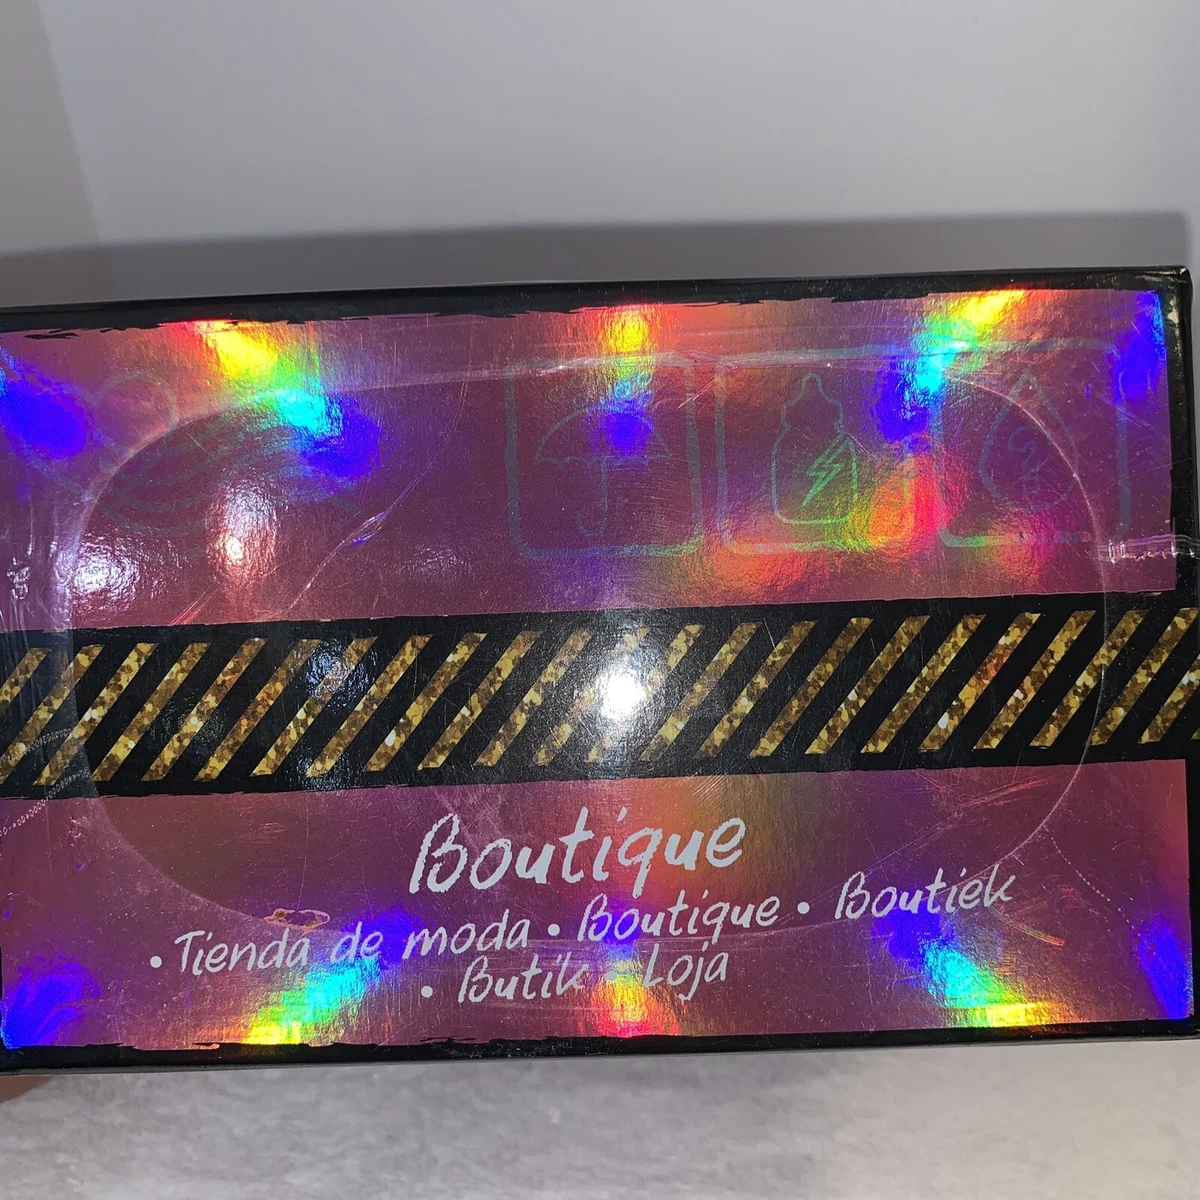 Boutique
• Tienda de moda • Boutique • Boutiek
• Butik • Loja